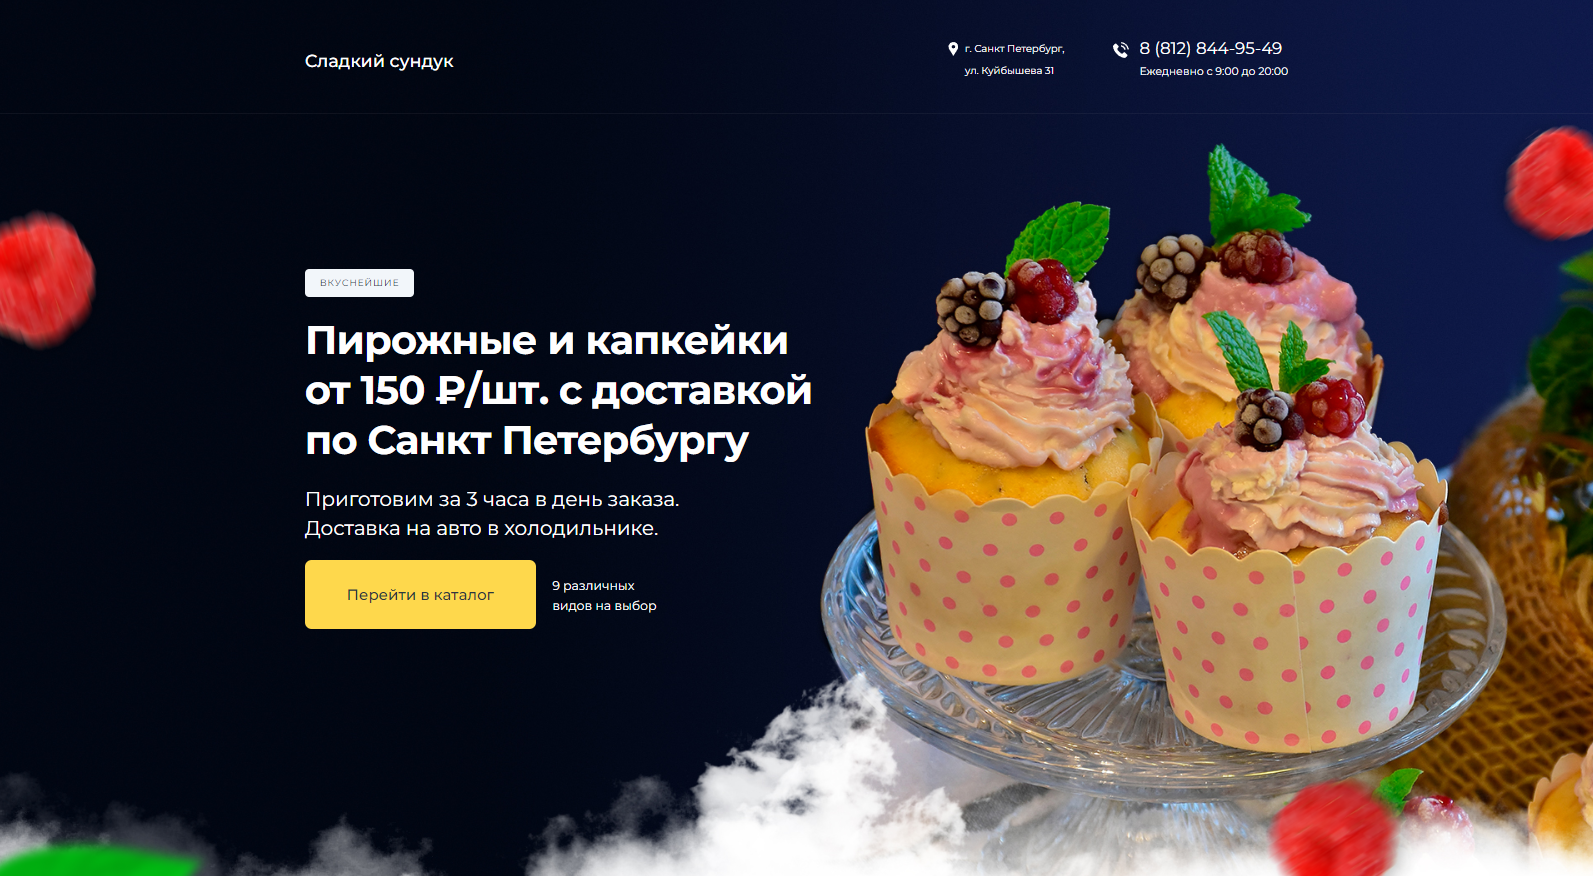 Сладкий сундук
г. Санкт Петербург,
ул. Куйбышева 31
8 (812) 844-95-49
Ежедневно с 9:00 до 20:00
ВКУСНЕЙШИЕ
Пирожные и капкейки
от 150 ₽/шт. с доставкой
по Санкт Петербургу
Приготовим за 3 часа в день заказа.
Доставка на авто в холодильнике.
Перейти в каталог
9 различных
видов на выбор